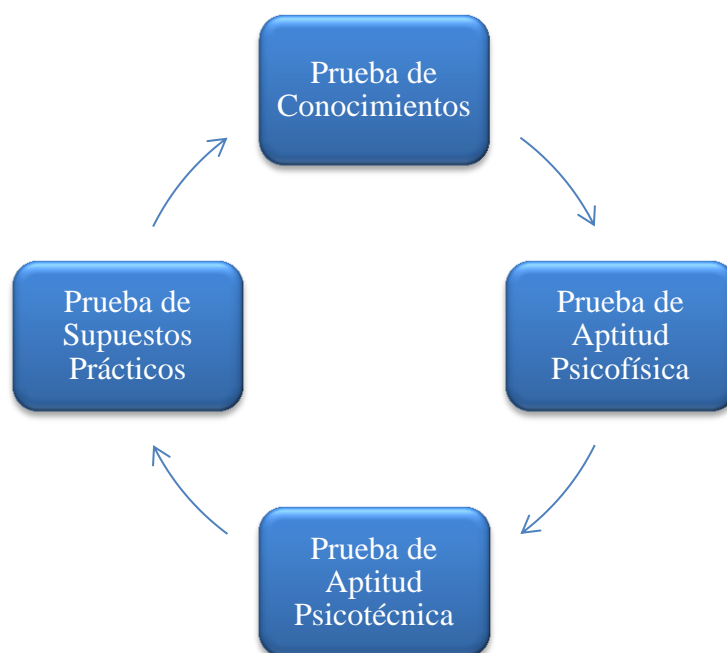 Prueba de
Conocimientos
Prueba de
Aptitud
Psicofísica
Prueba de
Aptitud
Psicotécnica
Prueba de
Supuestos
Prácticos